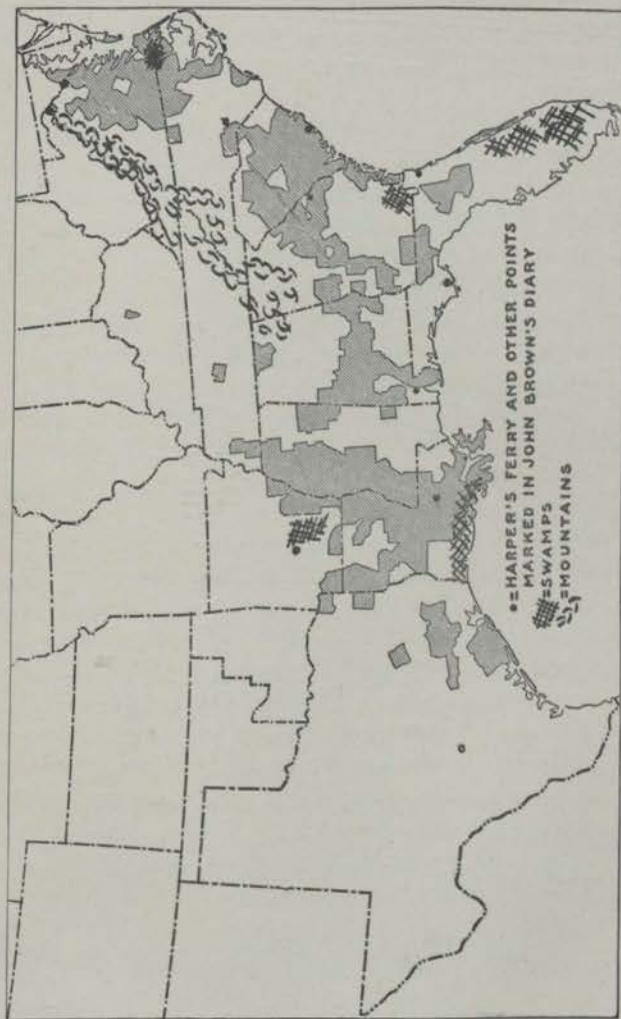 •=HARPER'S FERRY AND OTHER POINTS
MARKED IN JOHN BROWN'S DIARY
=SWAMPS
=MOUNTAINS